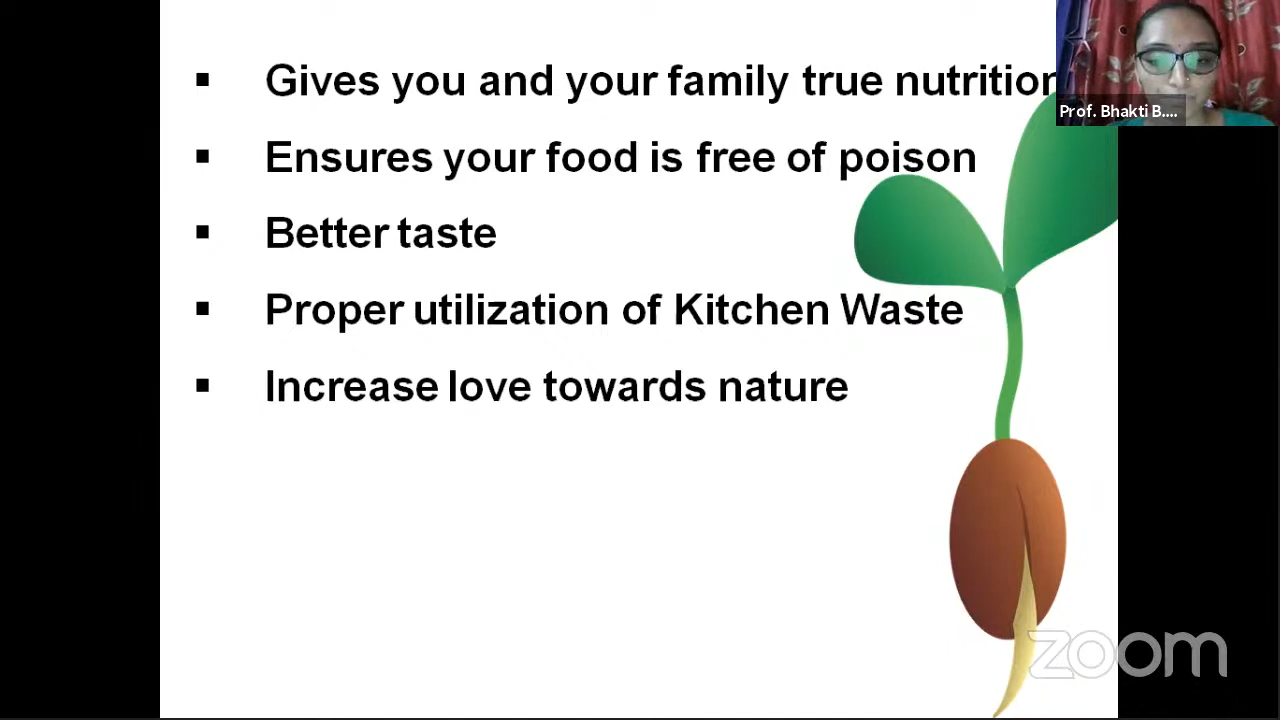 ▪ Gives you and your family true nutrition
Prof. Bhakti B....
▪ Ensures your food is free of poison
▪ Better taste
▪ Proper utilization of Kitchen Waste
▪ Increase love towards nature
zoom